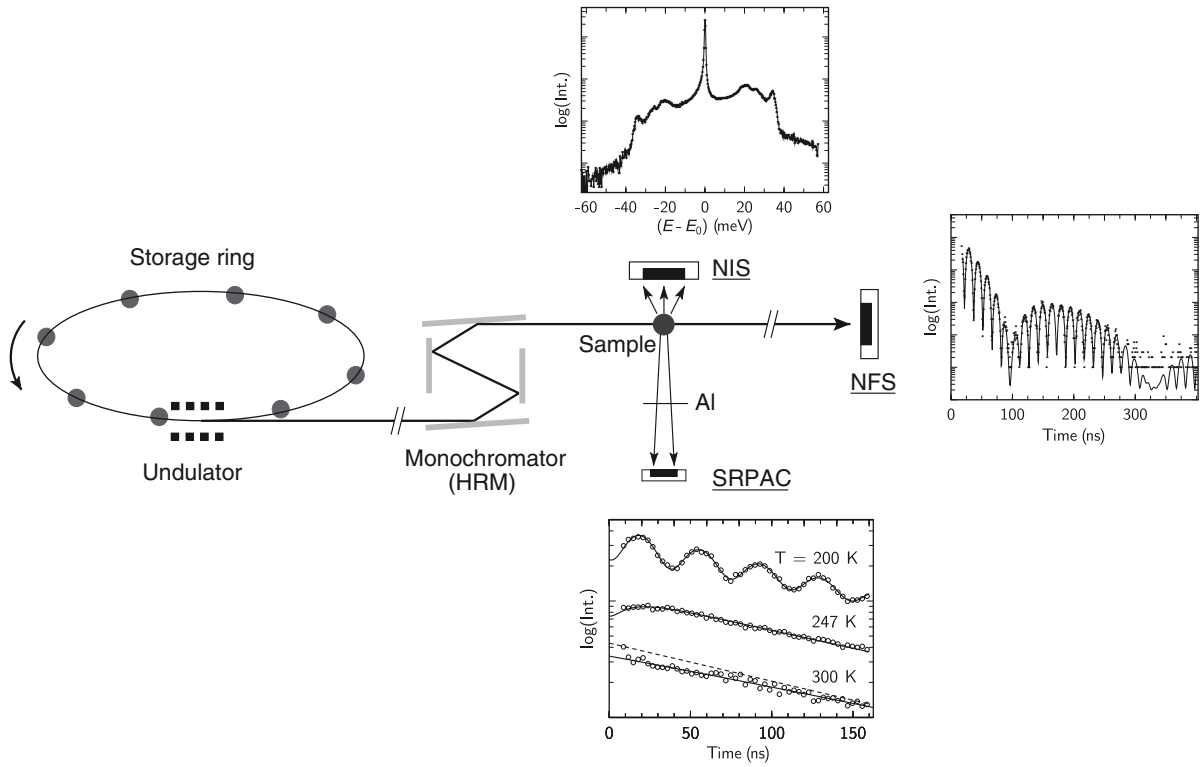 log(Int.)
-60 -40 -20 0 20 40 60
(E - E0) (meV)
Storage ring
NIS
Sample
NFS
log(Int.)
0 100 200 300
Time (ns)
Al
Undulator
Monochromator
(HRM)
SRPAC
log(Int.)
T = 200 K
247 K
300 K
0 50 100 150
Time (ns)